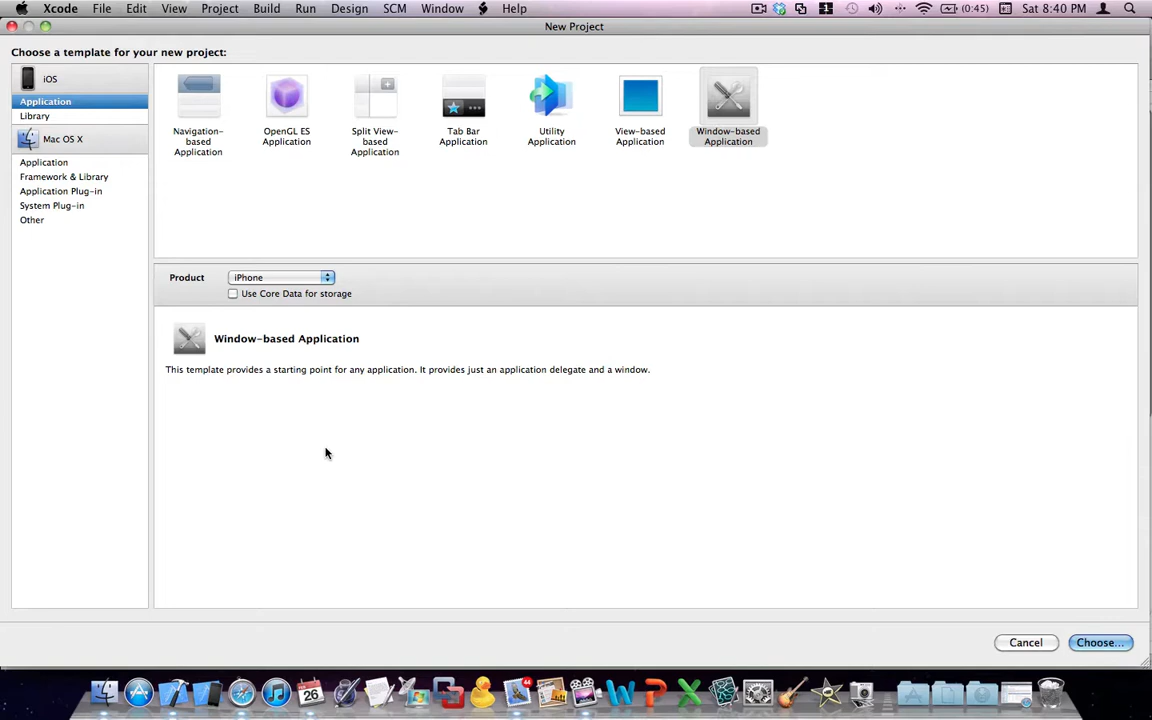 Xcode File Edit View Project Build Run Design SCM Window Help 1 (0:45) Sat 8:40 PM
New Project
Choose a template for your new project:
iOS
Application
Library
Mac OS X
Application
Framework & Library
Application Plug-in
System Plug-in
Other
Navigation-
based
Application
OpenGL ES
Application
Split View-
based
Application
Tab Bar
Application
Utility
Application
View-based
Application
Window-based
Application
Product iPhone
Use Core Data for storage
Window-based Application
This template provides a starting point for any application. It provides just an application delegate and a window.
Cancel Choose...
26
W P X